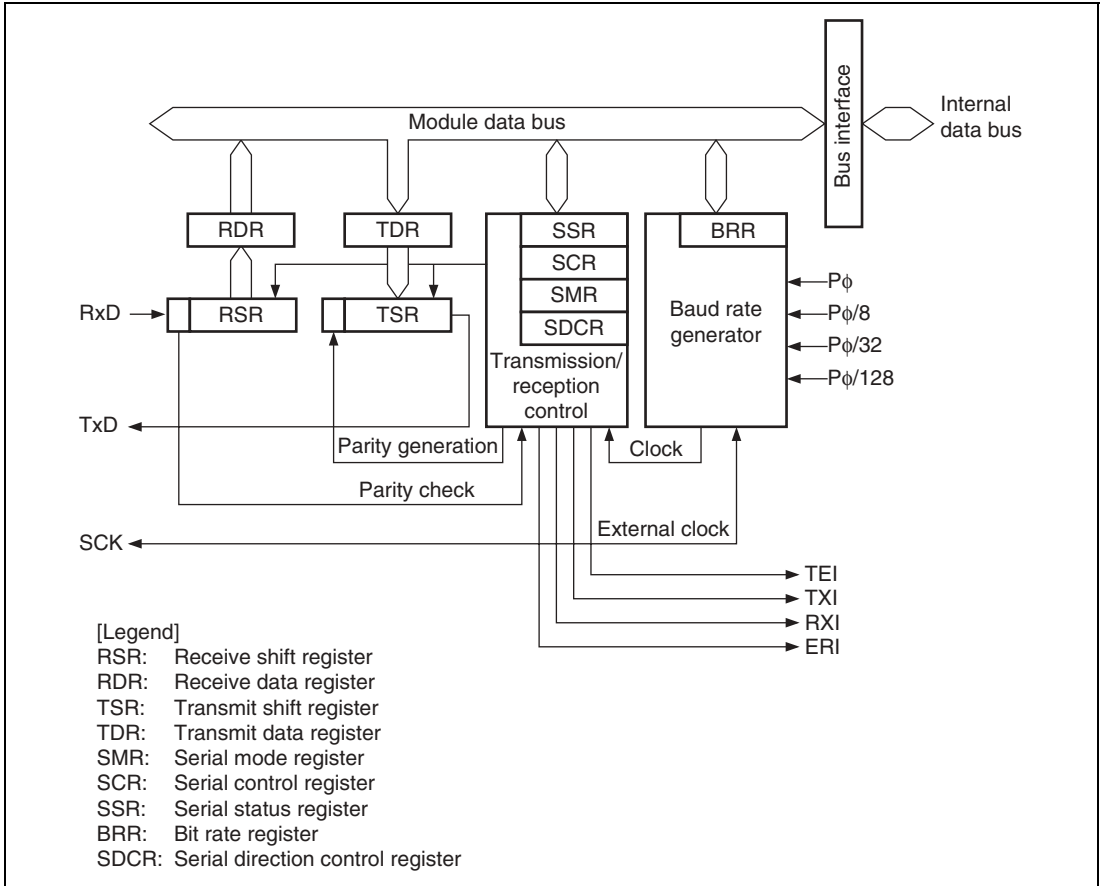 Module data bus
Bus interface
Internal
data bus
RDR
TDR
SSR
SCR
SMR
SDCR
BRR
RxD
RSR
TSR
Transmission/
reception
control
Baud rate
generator
Pϕ
Pϕ/8
Pϕ/32
Pϕ/128
TxD
Parity generation
Clock
Parity check
SCK
External clock
TEI
TXI
RXI
ERI
[Legend]
RSR: Receive shift register
RDR: Receive data register
TSR: Transmit shift register
TDR: Transmit data register
SMR: Serial mode register
SCR: Serial control register
SSR: Serial status register
BRR: Bit rate register
SDCR: Serial direction control register